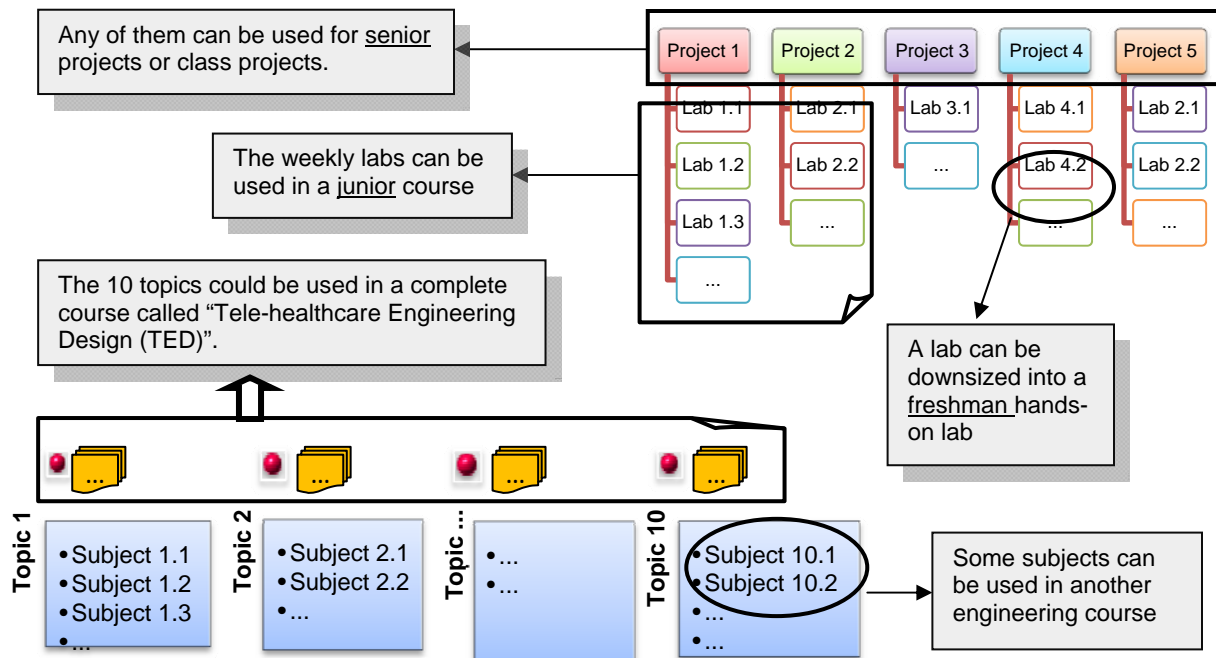 Any of them can be used for senior
projects or class projects.
Project 1
Project 2
Project 3
Project 4
Project 5
Lab 1.1
Lab 2.1
Lab 3.1
Lab 4.1
Lab 2.1
The weekly labs can be
used in a junior course
Lab 1.2
Lab 2.2
...
Lab 4.2
Lab 2.2
Lab 1.3
...
...
...
...
The 10 topics could be used in a complete
course called “Tele-healthcare Engineering
Design (TED)”.
A lab can be
downsized into a
freshman hands-
on lab
...
...
...
...
Topic 1
•Subject 1.1
•Subject 1.2
•Subject 1.3
•...
Topic 2
•Subject 2.1
•Subject 2.2
•...
Topic ...
•...
•...
Topic 10
•Subject 10.1
•Subject 10.2
•...
•...
Some subjects can
be used in another
engineering course